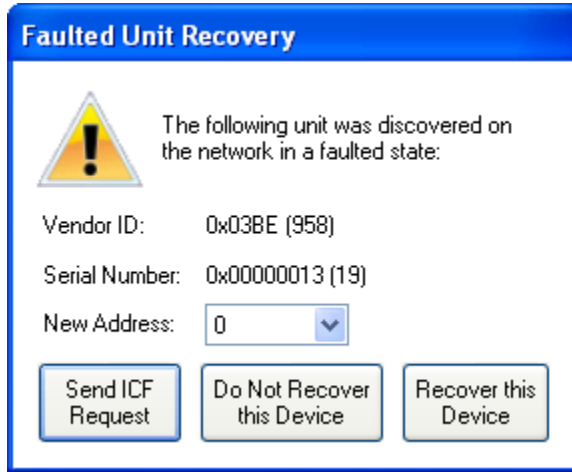 Faulted Unit Recovery
The following unit was discovered on
the network in a faulted state:
Vendor ID: 0x03BE (958)
Serial Number: 0x00000013 (19)
New Address: 0
Send ICF
Request
Do Not Recover
this Device
Recover this
Device